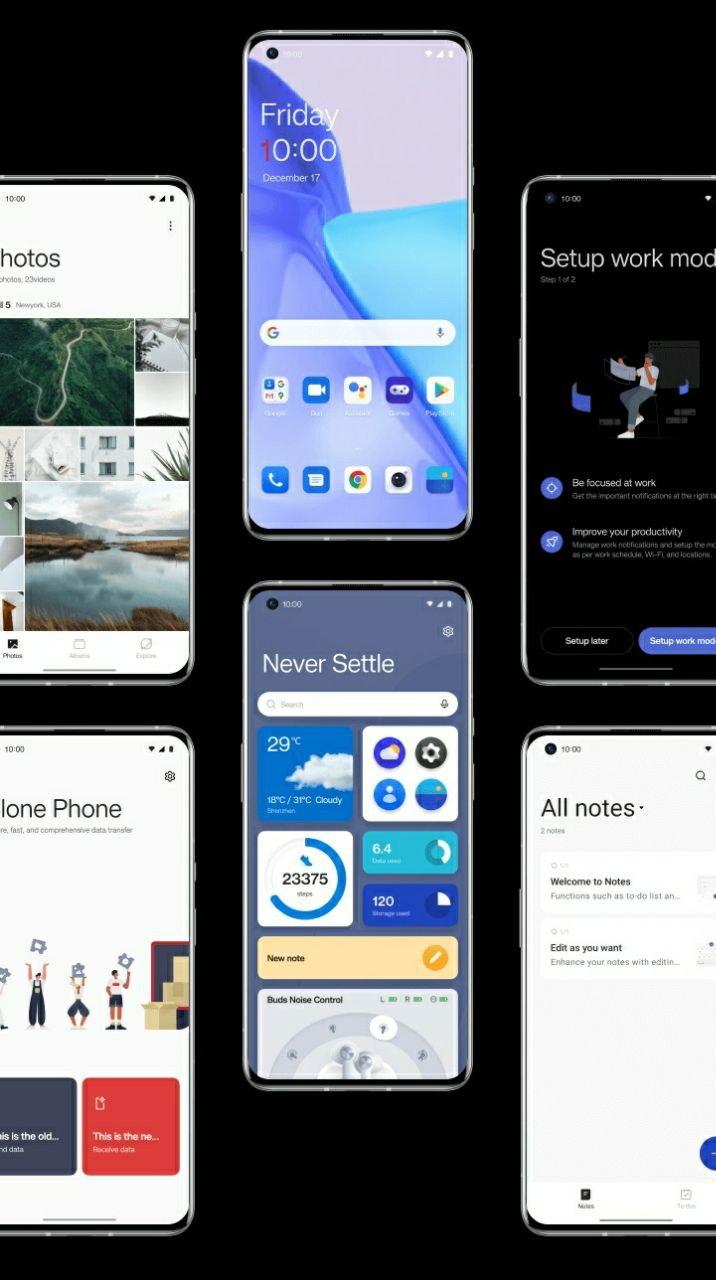 10:00
Friday
10:00
December 17
Google
Duo
Assistant
Games
Play Store
10:00
hotos
photos, 23videos
ll 5 Newyork, USA
Photos
Albums
Explore
10:00
Setup work mod
Step 1 of 2
Be focused at work
Get the important notifications at the right
Improve your productivity
Manage work notifications and setup the mo
as per work schedule, Wi-Fi, and locations.
Setup later
Setup work mod
10:00
Never Settle
Search
29°C
18°C / 31°C Cloudy
Shenzhen
23375
steps
6.4
Data used
120
Storage used
New note
Buds Noise Control
L
R
10:00
lone Phone
re, fast, and comprehensive data transfer
his is the old...
nd data
This is the ne...
Receive data
10:00
All notes
2 notes
5/5
Welcome to Notes
Functions such as to-do list an...
Edit as you want
Enhance your notes with editin...
Notes
To-dos